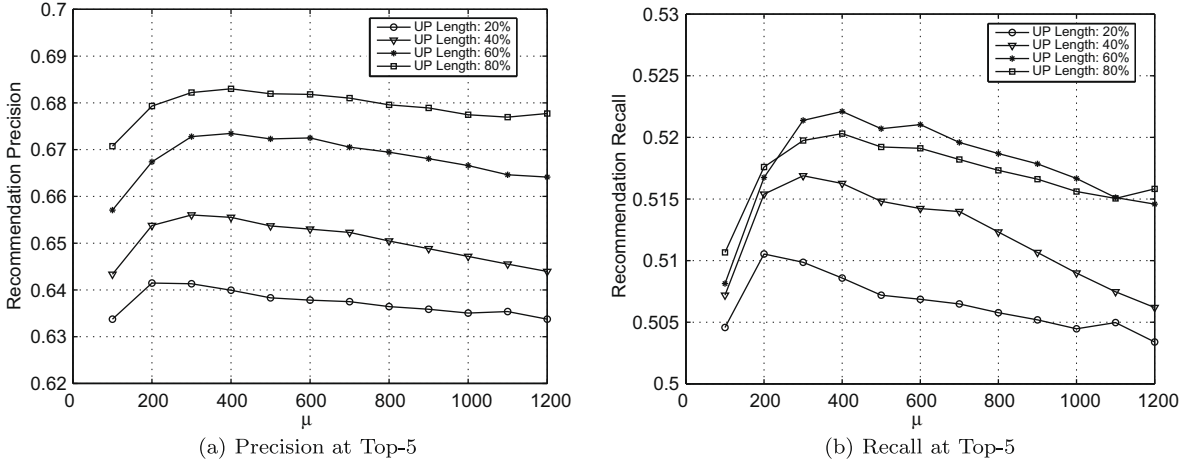 0.7
0.69
0.68
0.67
0.66
0.65
0.64
0.63
0.62
0 200 400 600 800 1000 1200
μ
Recommendation Precision
UP Length: 20%
UP Length: 40%
UP Length: 60%
UP Length: 80%
(a) Precision at Top-5
0.53
0.525
0.52
0.515
0.51
0.505
0.5
0 200 400 600 800 1000 1200
μ
Recommendation Recall
UP Length: 20%
UP Length: 40%
UP Length: 60%
UP Length: 80%
(b) Recall at Top-5